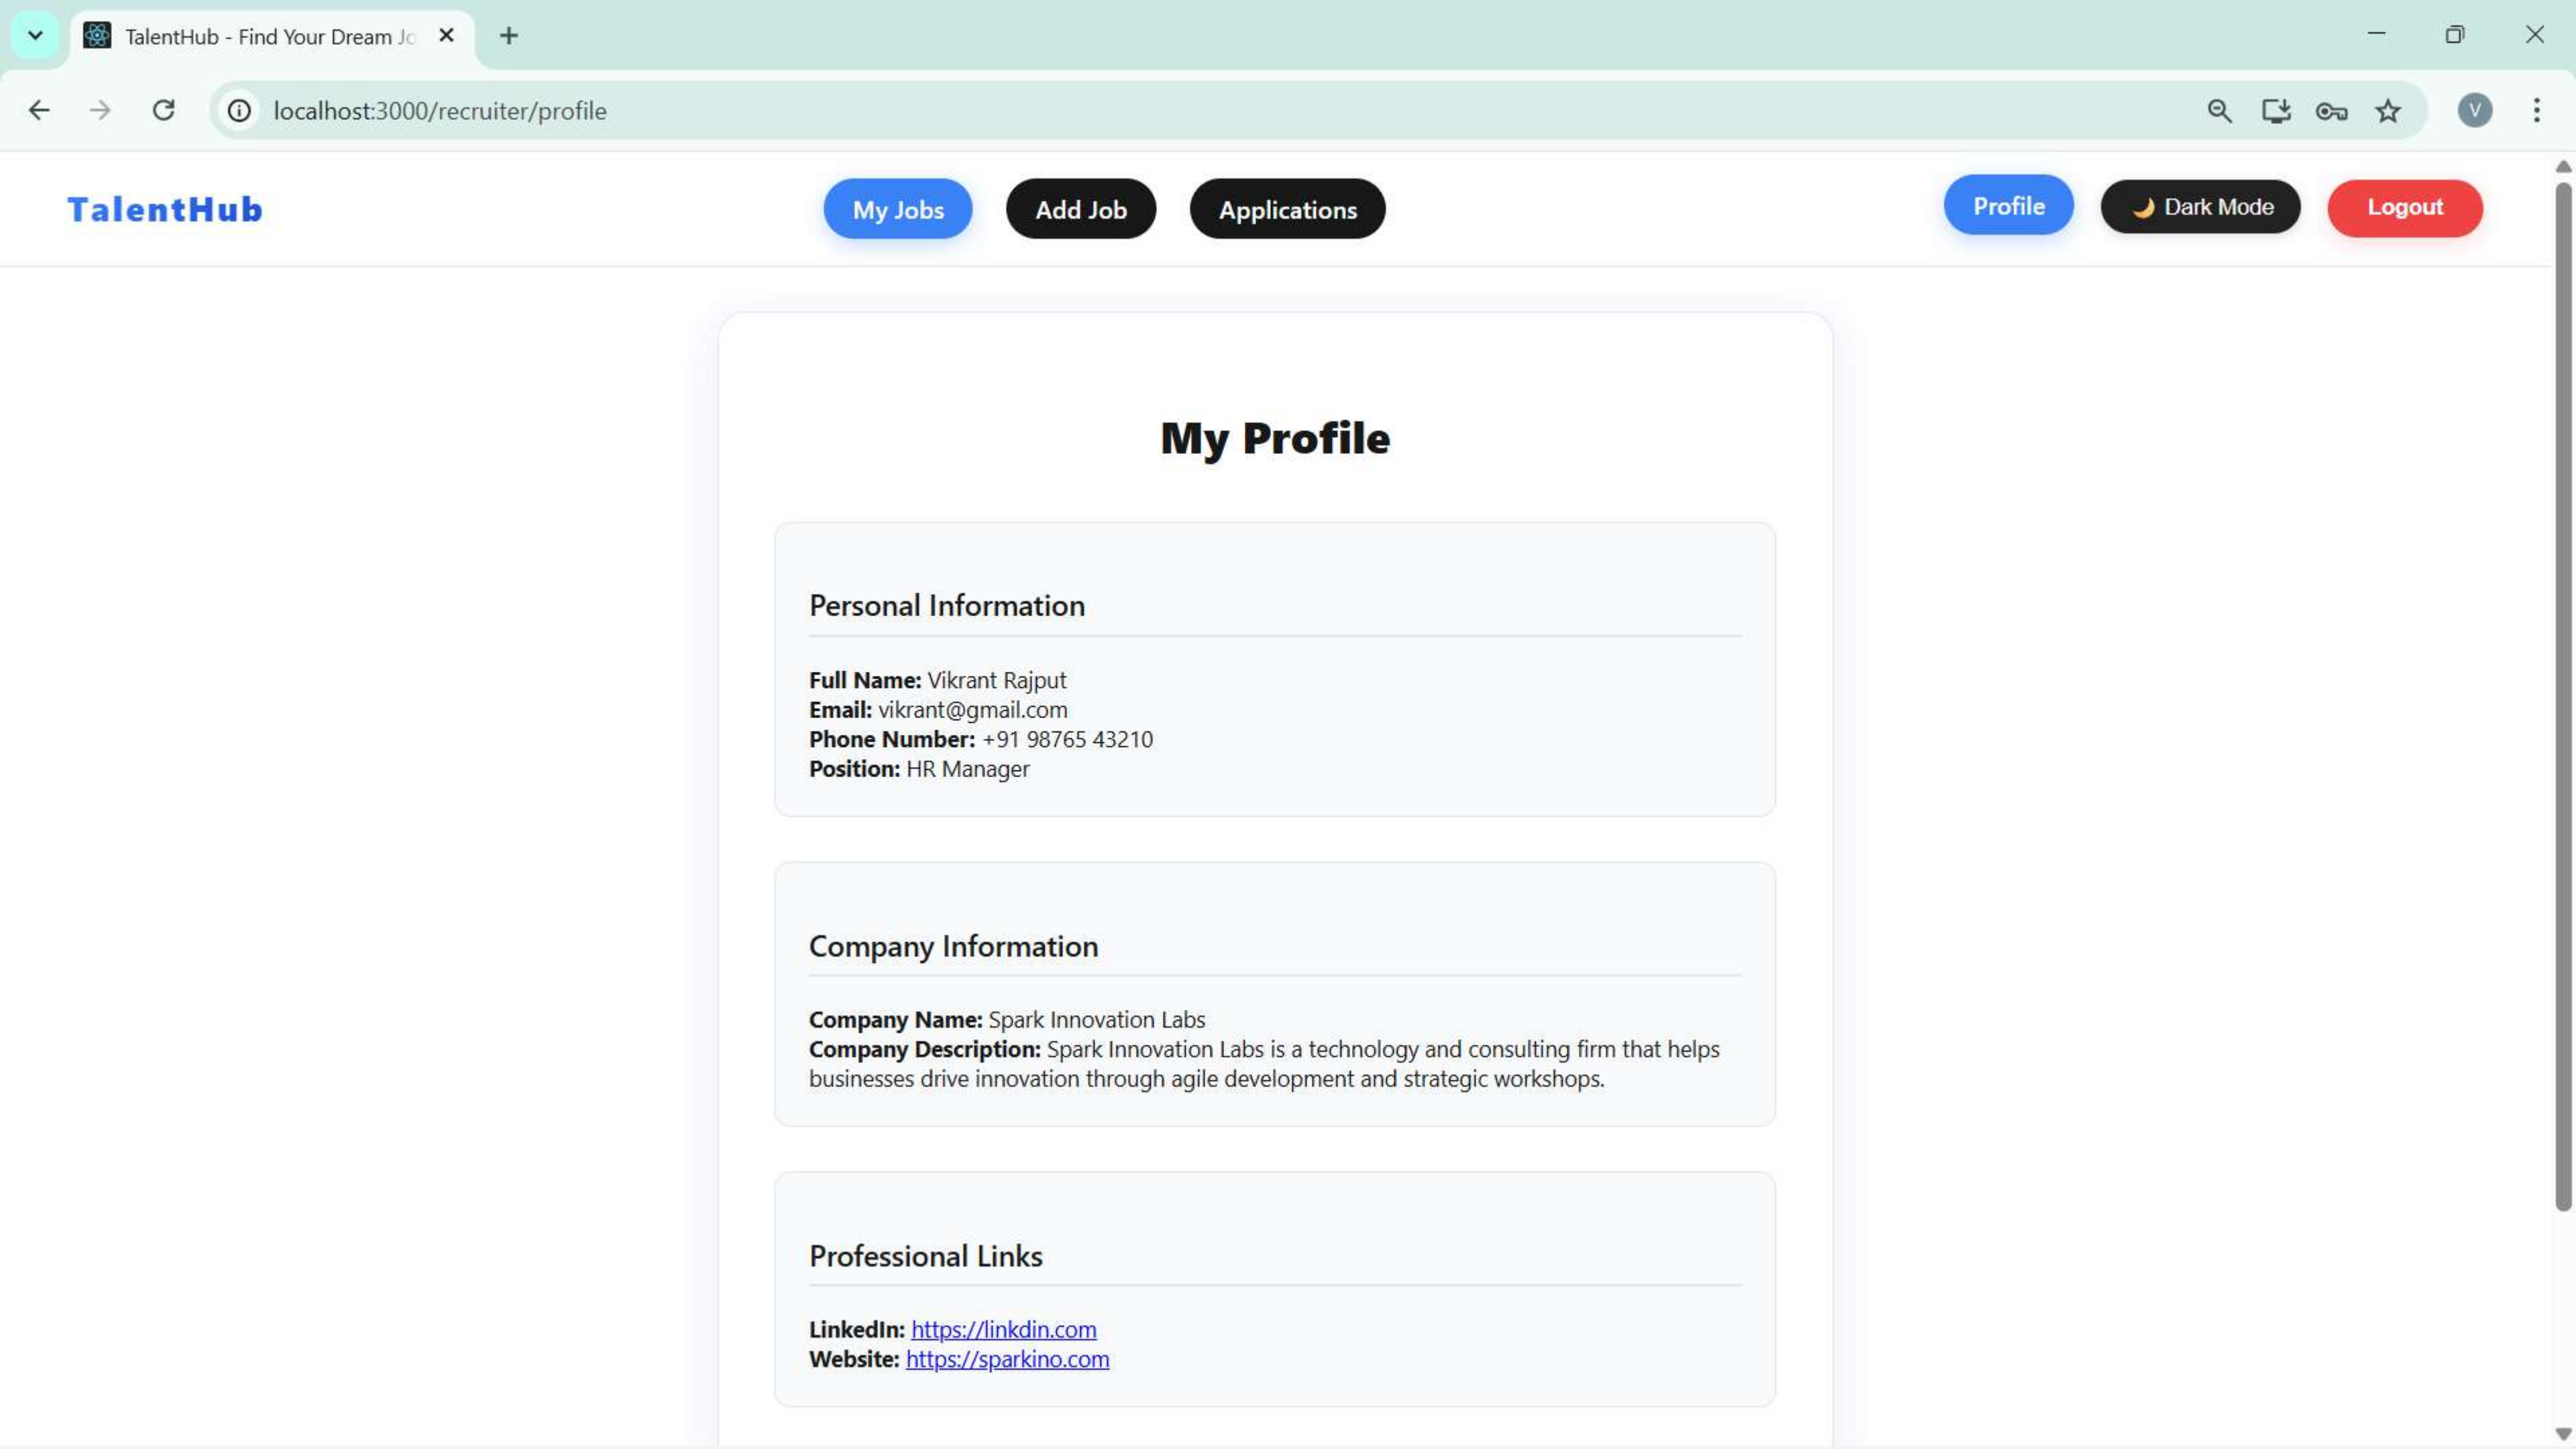 TalentHub - Find Your Dream Jo
localhost:3000/recruiter/profile
V
TalentHub
My Jobs
Add Job
Applications
Profile
🌙 Dark Mode
Logout
My Profile
Personal Information
Full Name: Vikrant Rajput
Email: vikrant@gmail.com
Phone Number: +91 98765 43210
Position: HR Manager
Company Information
Company Name: Spark Innovation Labs
Company Description: Spark Innovation Labs is a technology and consulting firm that helps
businesses drive innovation through agile development and strategic workshops.
Professional Links
LinkedIn: https://linkdin.com
Website: https://sparkino.com